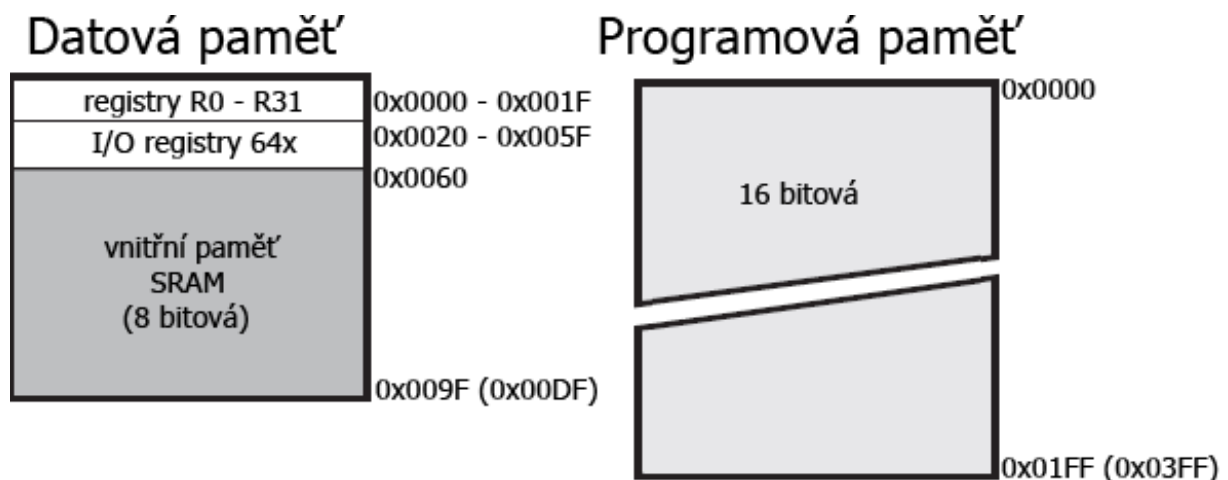 Datová paměť
registry R0 - R31
0x0000 - 0x001F
I/O registry 64x
0x0020 - 0x005F
0x0060
vnitřní paměť
SRAM
(8 bitová)
0x009F (0x00DF)
Programová paměť
0x0000
16 bitová
0x01FF (0x03FF)